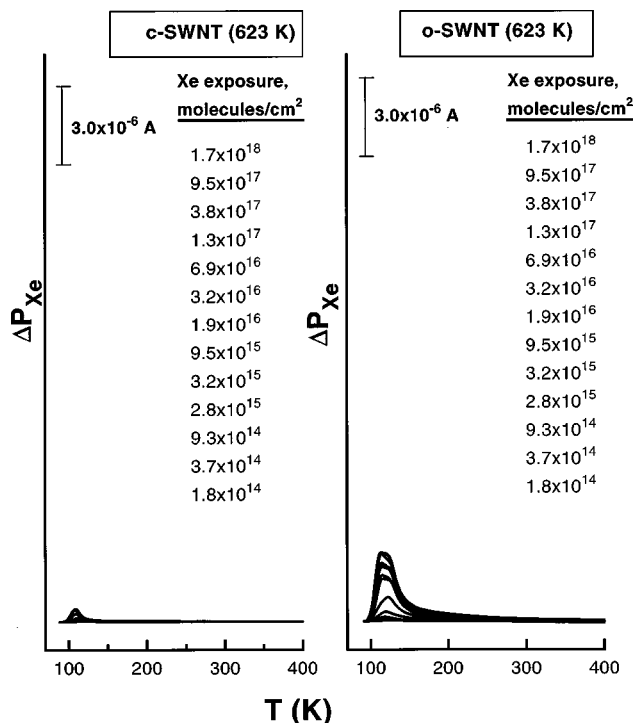 c-SWNT (623 K)
Xe exposure,
molecules/cm²
3.0x10⁻⁶ A
1.7x10¹⁸
9.5x10¹⁷
3.8x10¹⁷
1.3x10¹⁷
6.9x10¹⁶
3.2x10¹⁶
1.9x10¹⁶
9.5x10¹⁵
3.2x10¹⁵
2.8x10¹⁵
9.3x10¹⁴
3.7x10¹⁴
1.8x10¹⁴
ΔP_Xe
100 200 300 400
o-SWNT (623 K)
Xe exposure,
molecules/cm²
3.0x10⁻⁶ A
1.7x10¹⁸
9.5x10¹⁷
3.8x10¹⁷
1.3x10¹⁷
6.9x10¹⁶
3.2x10¹⁶
1.9x10¹⁶
9.5x10¹⁵
3.2x10¹⁵
2.8x10¹⁵
9.3x10¹⁴
3.7x10¹⁴
1.8x10¹⁴
ΔP_Xe
100 200 300 400
T (K)